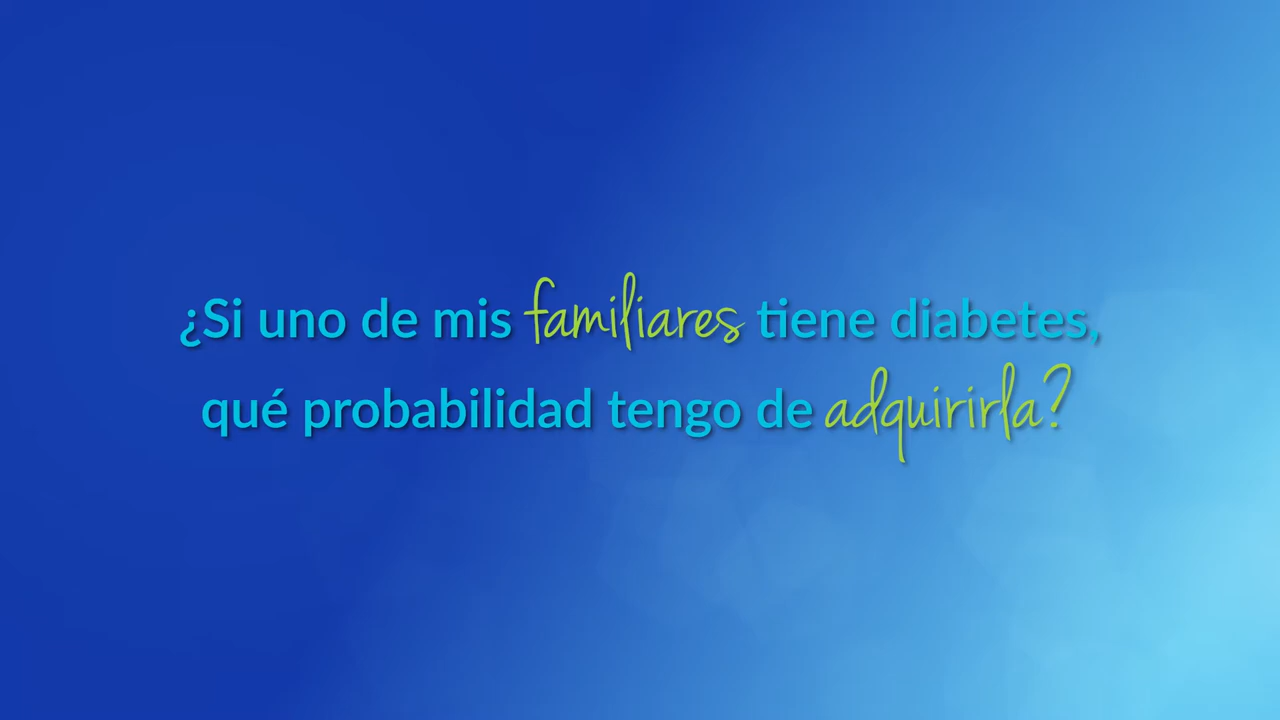 ¿Si uno de mis familiares tiene diabetes,
qué probabilidad tengo de adquirirla?